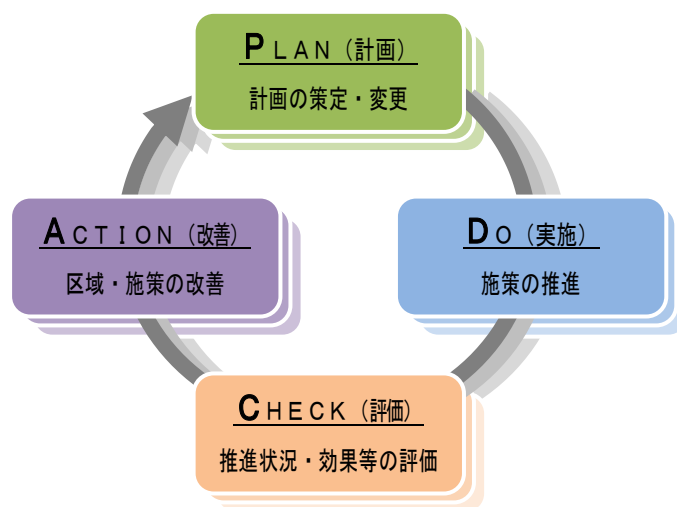 PLAN（計画）
計画の策定・変更
DO（実施）
施策の推進
CHECK（評価）
推進状況・効果等の評価
ACTION（改善）
区域・施策の改善